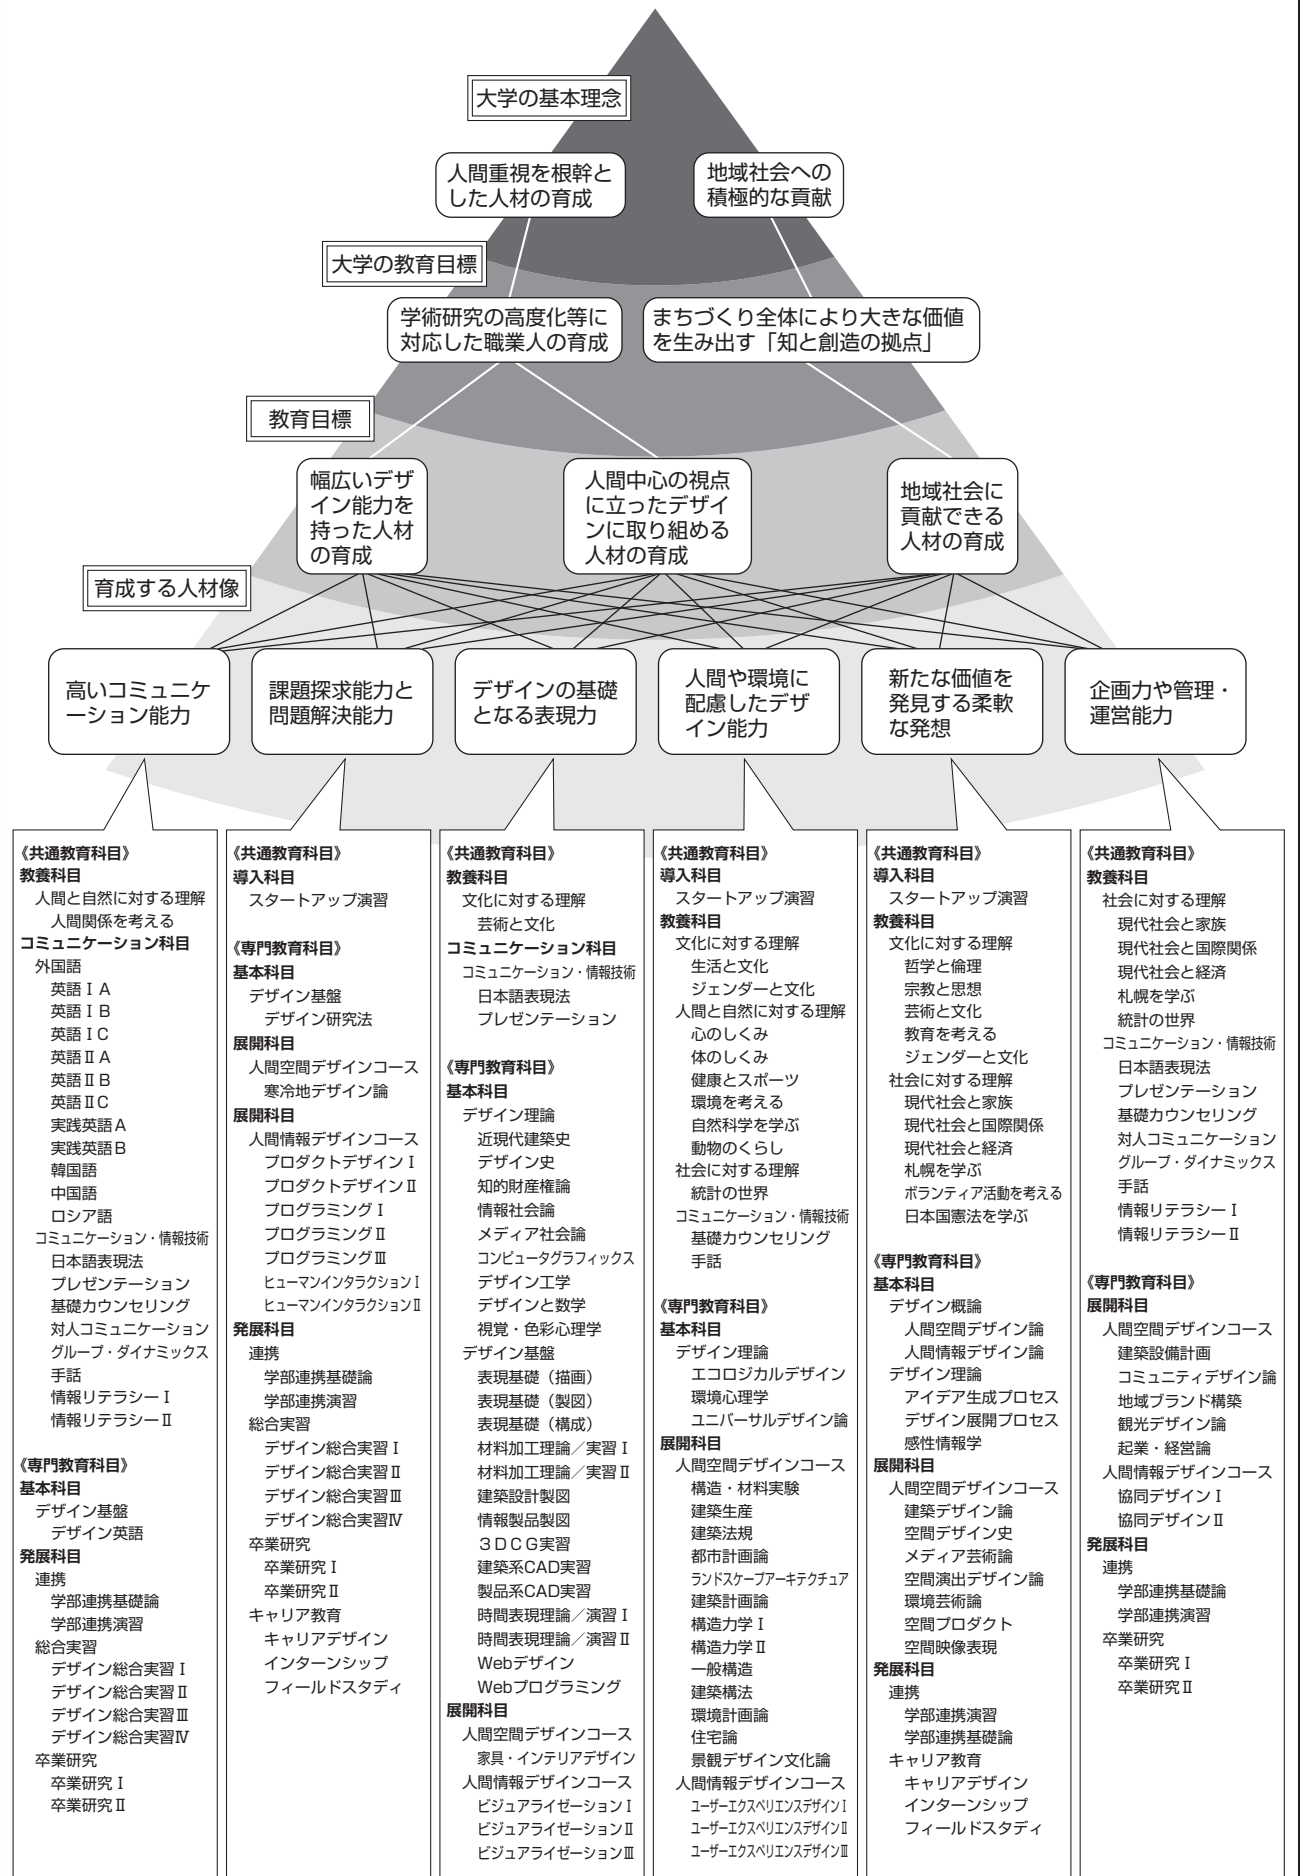 大学の基本理念
人間重視を根幹と
した人材の育成
地域社会への
積極的な貢献
大学の教育目標
学術研究の高度化等に
対応した職業人の育成
まちづくり全体により大きな価値
を生み出す「知と創造の拠点」
教育目標
幅広いデザ
イン能力を
持った人材
の育成
人間中心の視点
に立ったデザイ
ンに取り組める
人材の育成
地域社会に
貢献できる
人材の育成
育成する人材像
高いコミュニケ
ーション能力
課題探求能力と
問題解決能力
デザインの基礎
となる表現力
人間や環境に
配慮したデザ
イン能力
新たな価値を
発見する柔軟
な発想
企画力や管理・
運営能力
《共通教育科目》
教養科目
人間と自然に対する理解
人間関係を考える
コミュニケーション科目
外国語
英語ⅠA
英語ⅠB
英語ⅠC
英語ⅡA
英語ⅡB
英語ⅡC
実践英語A
実践英語B
韓国語
中国語
ロシア語
コミュニケーション・情報技術
日本語表現法
プレゼンテーション
基礎カウンセリング
対人コミュニケーション
グループ・ダイナミックス
手話
情報リテラシーⅠ
情報リテラシーⅡ
《専門教育科目》
基本科目
デザイン基盤
デザイン英語
発展科目
連携
学部連携基礎論
学部連携演習
総合実習
デザイン総合実習Ⅰ
デザイン総合実習Ⅱ
デザイン総合実習Ⅲ
デザイン総合実習Ⅳ
卒業研究
卒業研究Ⅰ
卒業研究Ⅱ
《共通教育科目》
導入科目
スタートアップ演習
《専門教育科目》
基本科目
デザイン基盤
デザイン研究法
展開科目
人間空間デザインコース
寒冷地デザイン論
展開科目
人間情報デザインコース
プロダクトデザインⅠ
プロダクトデザインⅡ
プログラミングⅠ
プログラミングⅡ
プログラミングⅢ
ヒューマンインタラクションⅠ
ヒューマンインタラクションⅡ
発展科目
連携
学部連携基礎論
学部連携演習
総合実習
デザイン総合実習Ⅰ
デザイン総合実習Ⅱ
デザイン総合実習Ⅲ
デザイン総合実習Ⅳ
卒業研究
卒業研究Ⅰ
卒業研究Ⅱ
キャリア教育
キャリアデザイン
インターンシップ
フィールドスタディ
《共通教育科目》
教養科目
文化に対する理解
芸術と文化
コミュニケーション科目
コミュニケーション・情報技術
日本語表現法
プレゼンテーション
《専門教育科目》
基本科目
デザイン理論
近現代建築史
デザイン史
知的財産権論
情報社会論
メディア社会論
コンピュータグラフィックス
デザイン工学
デザインと数学
視覚・色彩心理学
デザイン基盤
表現基礎（描画）
表現基礎（製図）
表現基礎（構成）
材料加工理論／実習Ⅰ
材料加工理論／実習Ⅱ
建築設計製図
情報製品製図
３ＤＣＧ実習
建築系CAD実習
製品系CAD実習
時間表現理論／演習Ⅰ
時間表現理論／演習Ⅱ
Webデザイン
Webプログラミング
展開科目
人間空間デザインコース
家具・インテリアデザイン
人間情報デザインコース
ビジュアライゼーションⅠ
ビジュアライゼーションⅡ
ビジュアライゼーションⅢ
《共通教育科目》
導入科目
スタートアップ演習
教養科目
文化に対する理解
生活と文化
ジェンダーと文化
人間と自然に対する理解
心のしくみ
体のしくみ
健康とスポーツ
環境を考える
自然科学を学ぶ
動物のくらし
社会に対する理解
統計の世界
コミュニケーション・情報技術
基礎カウンセリング
手話
《専門教育科目》
基本科目
デザイン理論
エコロジカルデザイン
環境心理学
ユニバーサルデザイン論
展開科目
人間空間デザインコース
構造・材料実験
建築生産
建築法規
都市計画論
ランドスケープアーキテクチュア
建築計画論
構造力学Ⅰ
構造力学Ⅱ
一般構造
建築構法
環境計画論
住宅論
景観デザイン文化論
人間情報デザインコース
ユーザーエクスペリエンスデザインⅠ
ユーザーエクスペリエンスデザインⅡ
ユーザーエクスペリエンスデザインⅢ
《共通教育科目》
導入科目
スタートアップ演習
教養科目
文化に対する理解
哲学と倫理
宗教と思想
芸術と文化
教育を考える
ジェンダーと文化
社会に対する理解
現代社会と家族
現代社会と国際関係
現代社会と経済
札幌を学ぶ
ボランティア活動を考える
日本国憲法を学ぶ
《専門教育科目》
基本科目
デザイン概論
人間空間デザイン論
人間情報デザイン論
デザイン理論
アイデア生成プロセス
デザイン展開プロセス
感性情報学
展開科目
人間空間デザインコース
建築デザイン論
空間デザイン史
メディア芸術論
空間演出デザイン論
環境芸術論
空間プロダクト
空間映像表現
発展科目
連携
学部連携演習
学部連携基礎論
キャリア教育
キャリアデザイン
インターンシップ
フィールドスタディ
《共通教育科目》
教養科目
社会に対する理解
現代社会と家族
現代社会と国際関係
現代社会と経済
札幌を学ぶ
統計の世界
コミュニケーション・情報技術
日本語表現法
プレゼンテーション
基礎カウンセリング
対人コミュニケーション
グループ・ダイナミックス
手話
情報リテラシーⅠ
情報リテラシーⅡ
《専門教育科目》
展開科目
人間空間デザインコース
建築設備計画
コミュニティデザイン論
地域ブランド構築
観光デザイン論
起業・経営論
人間情報デザインコース
協同デザインⅠ
協同デザインⅡ
発展科目
連携
学部連携基礎論
学部連携演習
卒業研究
卒業研究Ⅰ
卒業研究Ⅱ